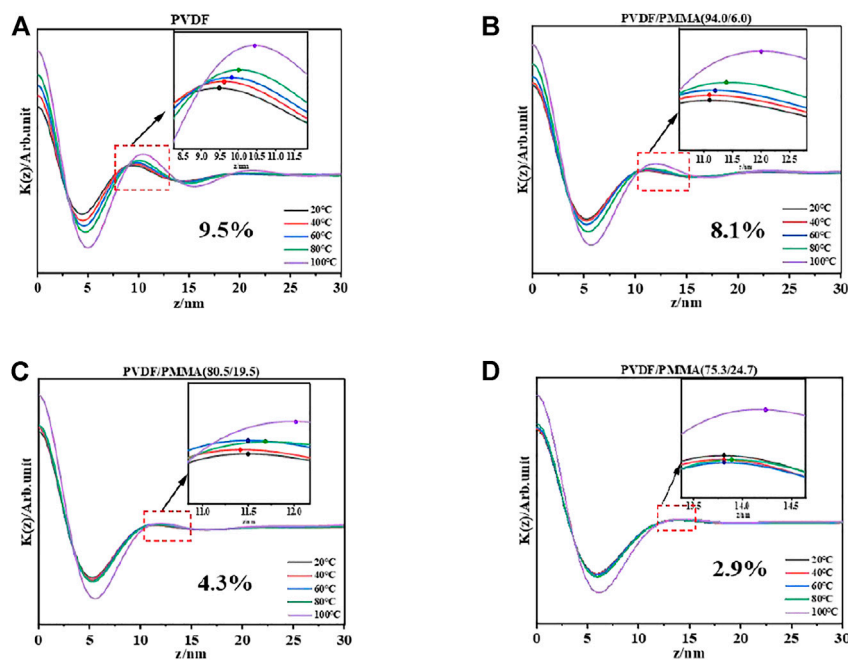 A
PVDF
K(z)/Arb.unit
8.5 9.0 9.5 10.0 10.5 11.0 11.5
z/nm
20°C
40°C
60°C
80°C
100°C
9.5%
0 5 10 15 20 25 30
z/nm
B
PVDF/PMMA(94.0/6.0)
K(z)/Arb.unit
11.0 11.5 12.0 12.5
z/nm
20°C
40°C
60°C
80°C
100°C
8.1%
0 5 10 15 20 25 30
z/nm
C
PVDF/PMMA(80.5/19.5)
K(z)/Arb.unit
11.0 11.5 12.0
z/nm
20°C
40°C
60°C
80°C
100°C
4.3%
0 5 10 15 20 25 30
z/nm
D
PVDF/PMMA(75.3/24.7)
K(z)/Arb.unit
14.0 14.5
z/nm
20°C
40°C
60°C
80°C
100°C
2.9%
0 5 10 15 20 25 30
z/nm